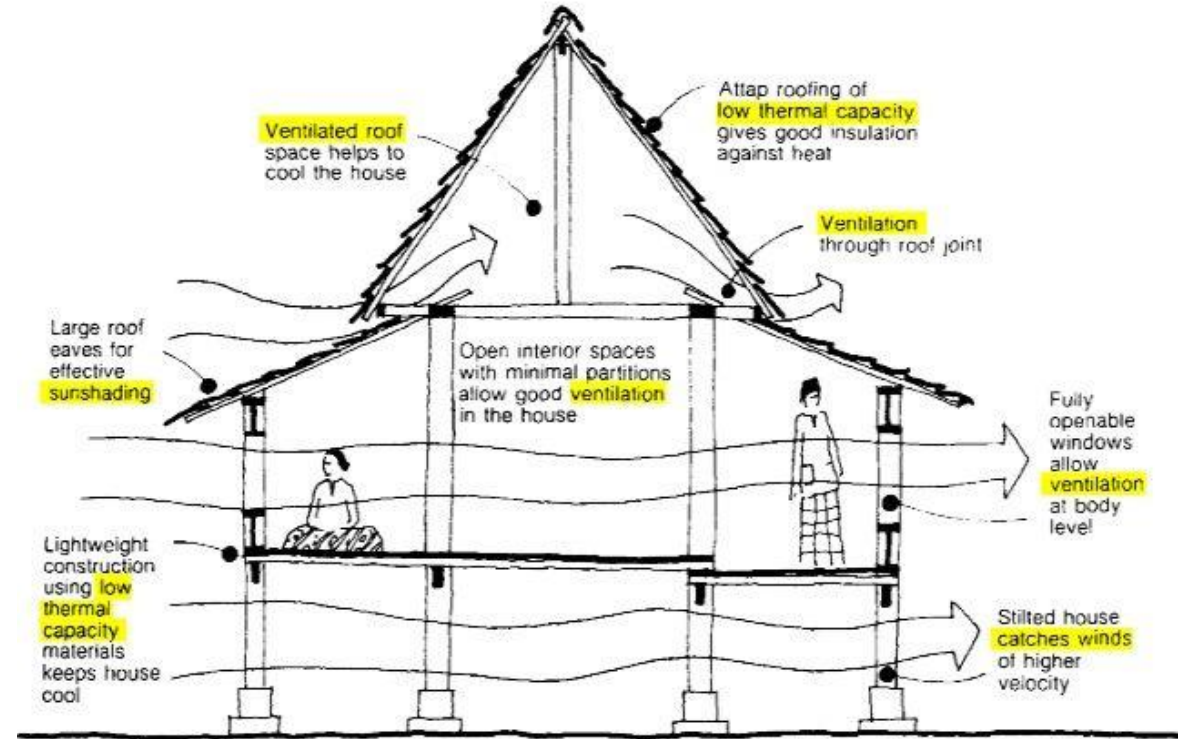 Attap roofing of
low thermal capacity
gives good insulation
against heat
Ventilated roof
space helps to
cool the house
Ventilation
through roof joint
Large roof
eaves for
effective
sunshading
Open interior spaces
with minimal partitions
allow good ventilation
in the house
Fully
openable
windows
allow
ventilation
at body
level
Lightweight
construction
using low
thermal
capacity
materials
keeps house
cool
Stilted house
catches winds
of higher
velocity